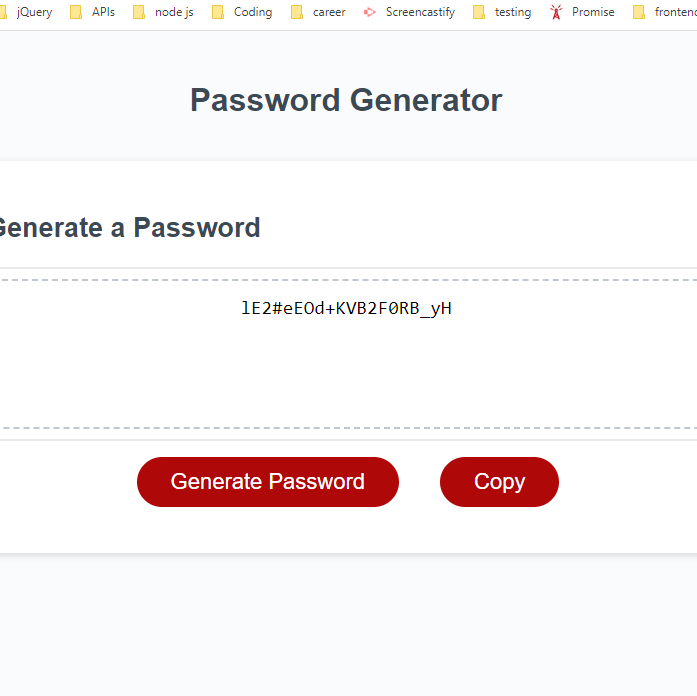 jQuery APIs node js Coding career Screencastify testing Promise frontend
Password Generator
Generate a Password
lE2#eEOd+KVB2F0RB_yH
Generate Password Copy